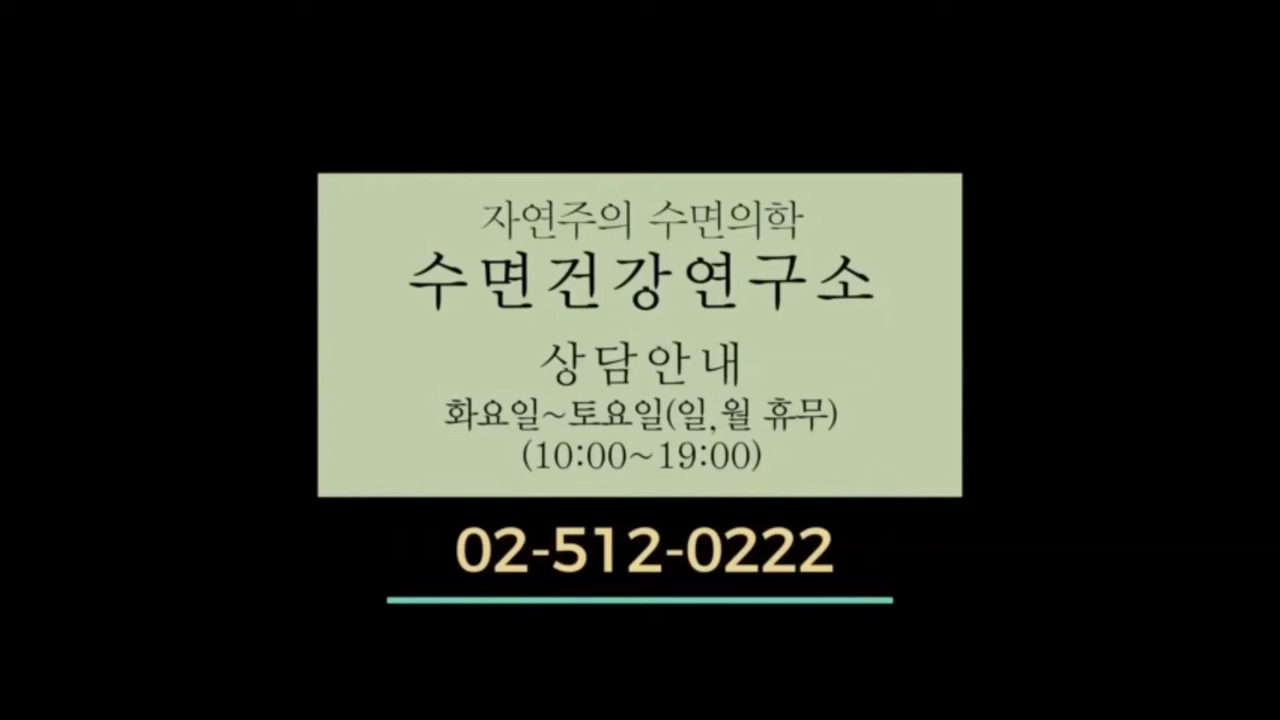 자연주의 수면의학
수면건강연구소
상담안내
화요일~토요일(일,월 휴무)
(10:00~19:00)
02-512-0222